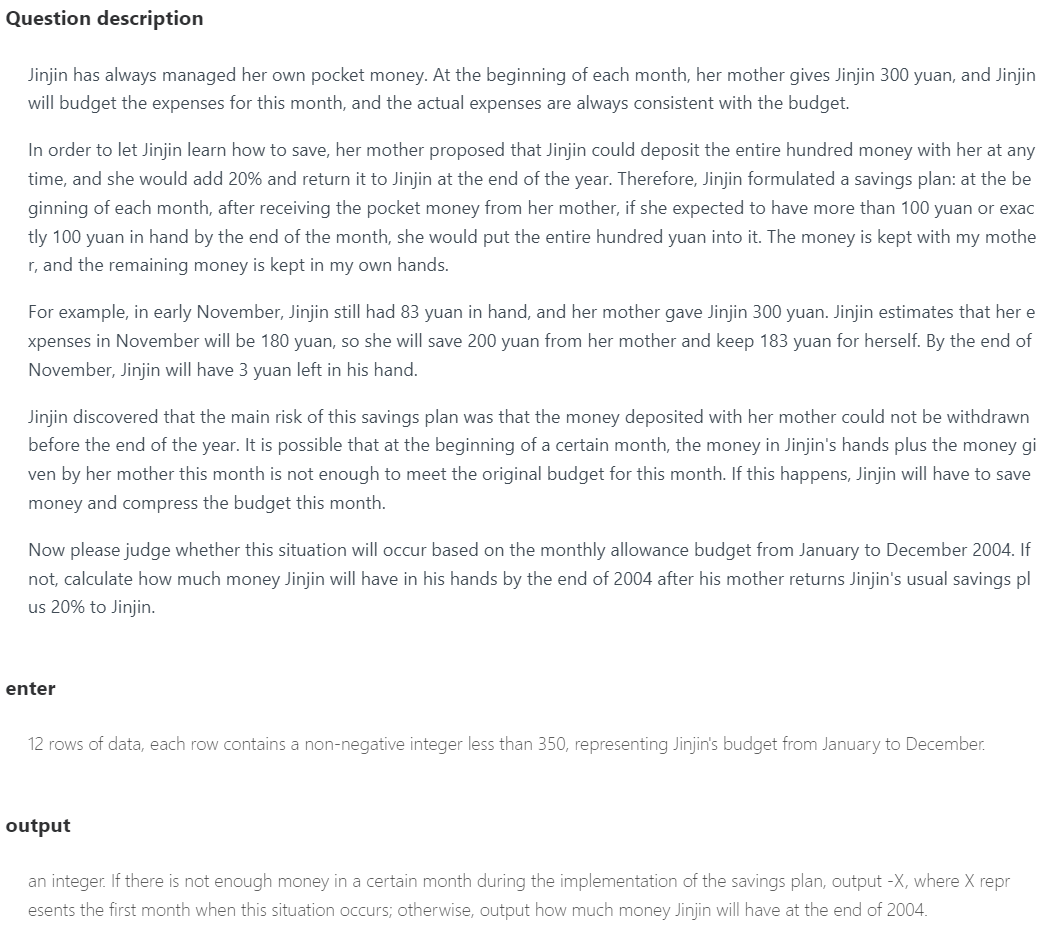 Question description
Jinjin has always managed her own pocket money. At the beginning of each month, her mother gives Jinjin 300 yuan, and Jinjin
will budget the expenses for this month, and the actual expenses are always consistent with the budget.
In order to let Jinjin learn how to save, her mother proposed that Jinjin could deposit the entire hundred money with her at any
time, and she would add 20% and return it to Jinjin at the end of the year. Therefore, Jinjin formulated a savings plan: at the be
ginning of each month, after receiving the pocket money from her mother, if she expected to have more than 100 yuan or exac
tly 100 yuan in hand by the end of the month, she would put the entire hundred yuan into it. The money is kept with my mothe
r, and the remaining money is kept in my own hands.
For example, in early November, Jinjin still had 83 yuan in hand, and her mother gave Jinjin 300 yuan. Jinjin estimates that her e
xpenses in November will be 180 yuan, so she will save 200 yuan from her mother and keep 183 yuan for herself. By the end of
November, Jinjin will have 3 yuan left in his hand.
Jinjin discovered that the main risk of this savings plan was that the money deposited with her mother could not be withdrawn
before the end of the year. It is possible that at the beginning of a certain month, the money in Jinjin's hands plus the money gi
ven by her mother this month is not enough to meet the original budget for this month. If this happens, Jinjin will have to save
money and compress the budget this month.
Now please judge whether this situation will occur based on the monthly allowance budget from January to December 2004. If
not, calculate how much money Jinjin will have in his hands by the end of 2004 after his mother returns Jinjin's usual savings pl
us 20% to Jinjin.
enter
12 rows of data, each row contains a non-negative integer less than 350, representing Jinjin's budget from January to December.
output
an integer. If there is not enough money in a certain month during the implementation of the savings plan, output -X, where X repr
esents the first month when this situation occurs; otherwise, output how much money Jinjin will have at the end of 2004.